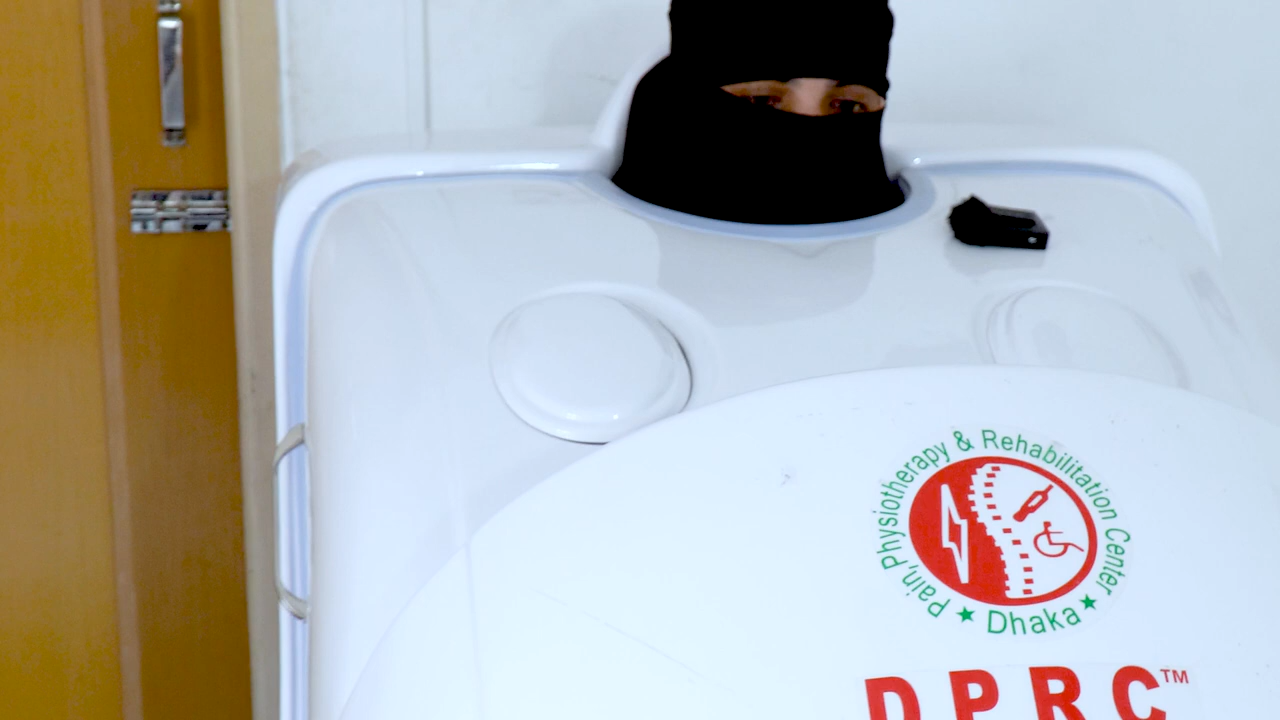 Pain, Physiotherapy & Rehabilitation Center
★ Dhaka ★
DPRC™